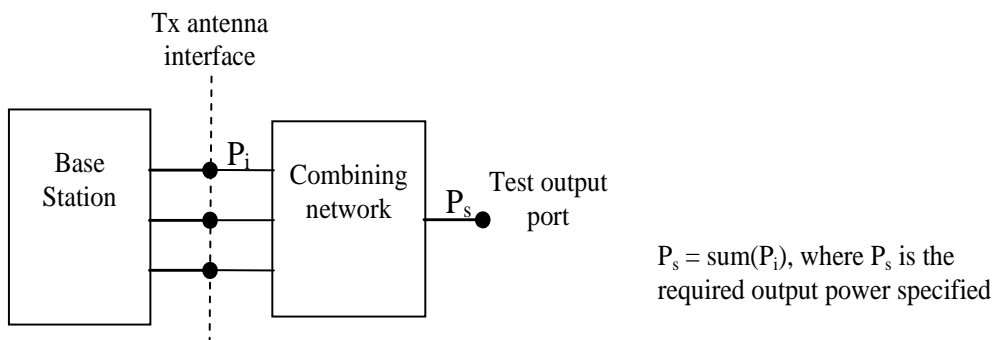 Tx antenna
interface
Base
Station
Pi
Combining
network
Ps
Test output
port
Ps = sum(Pi), where Ps is the
required output power specified